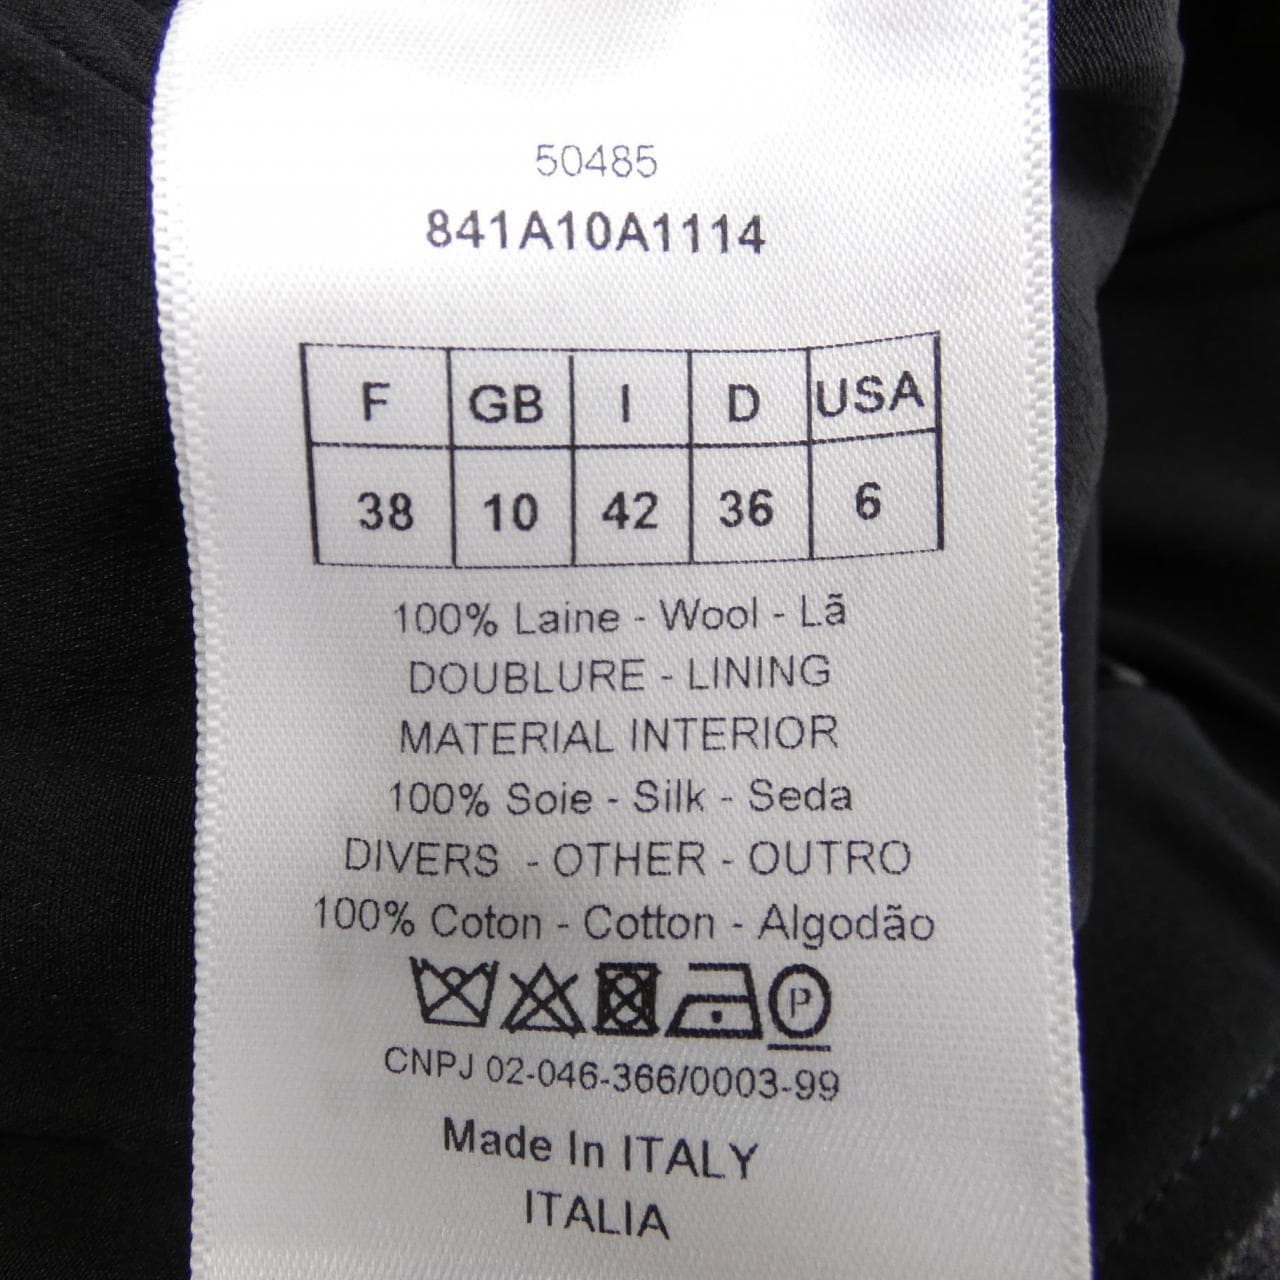 50485
841A10A1114
F GB I D USA
38 10 42 36 6
100% Laine - Wool - Lã
DOUBLURE - LINING
MATERIAL INTERIOR
100% Soie - Silk - Seda
DIVERS - OTHER - OUTRO
100% Coton - Cotton - Algodão
P
CNPJ 02-046-366/0003-99
Made In ITALY
ITALIA